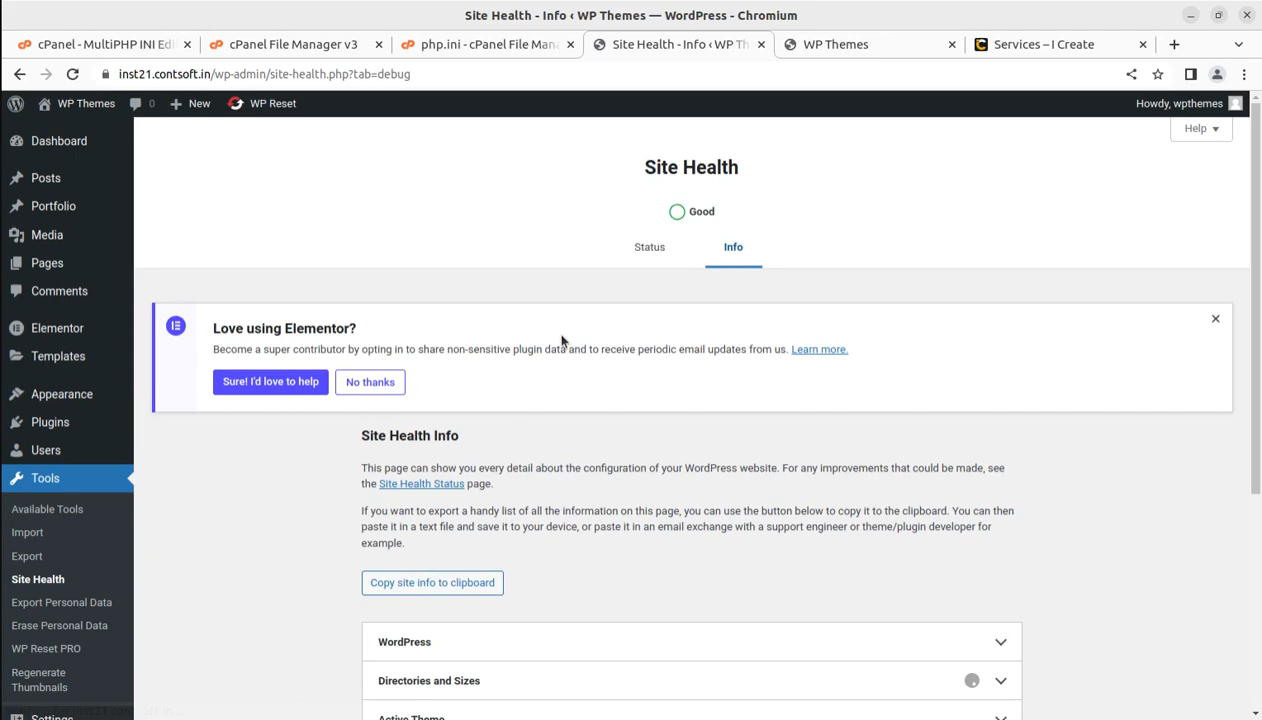 Site Health - Info ‹ WP Themes — WordPress - Chromium
cPanel - MultiPHP INI Edi
cPanel File Manager v3
php.ini - cPanel File Man
Site Health - Info ‹ WP Th
WP Themes
Services – I Create
inst21.contsoft.in/wp-admin/site-health.php?tab=debug
WP Themes
0
New
WP Reset
Howdy, wpthemes
Help
Dashboard
Posts
Portfolio
Media
Pages
Comments
Elementor
Templates
Appearance
Plugins
Users
Tools
Available Tools
Import
Export
Site Health
Export Personal Data
Erase Personal Data
WP Reset PRO
Regenerate
Thumbnails
Settings
Site Health
Good
Status
Info
Love using Elementor?
Become a super contributor by opting in to share non-sensitive plugin data and to receive periodic email updates from us. Learn more.
Sure! I'd love to help
No thanks
Site Health Info
This page can show you every detail about the configuration of your WordPress website. For any improvements that could be made, see
the Site Health Status page.
If you want to export a handy list of all the information on this page, you can use the button below to copy it to the clipboard. You can then
paste it in a text file and save it to your device, or paste it in an email exchange with a support engineer or theme/plugin developer for
example.
Copy site info to clipboard
WordPress
Directories and Sizes
Active Theme